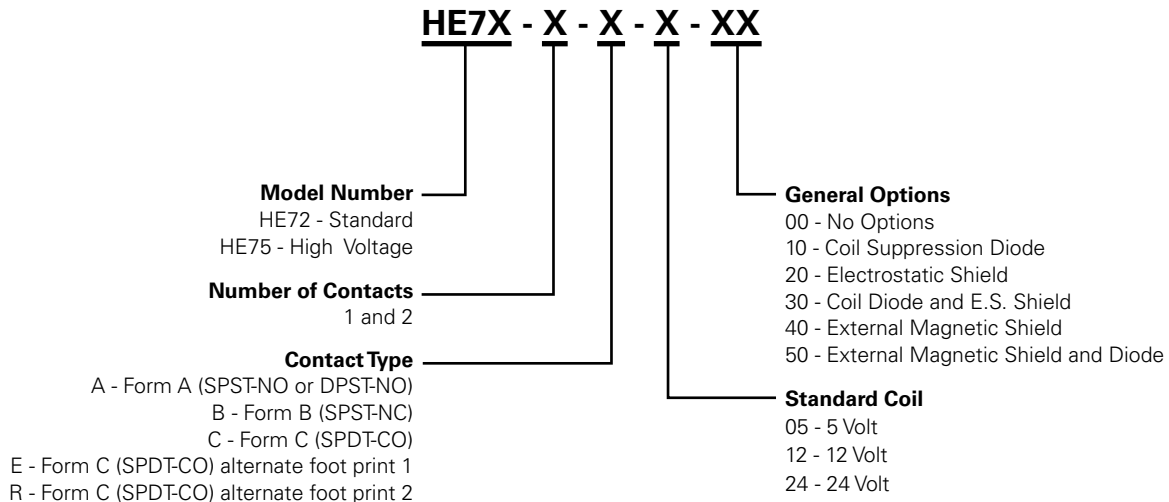 HE7X - X - X - X - XX
Model Number
HE72 - Standard
HE75 - High Voltage
Number of Contacts
1 and 2
Contact Type
A - Form A (SPST-NO or DPST-NO)
B - Form B (SPST-NC)
C - Form C (SPDT-CO)
E - Form C (SPDT-CO) alternate foot print 1
R - Form C (SPDT-CO) alternate foot print 2
General Options
00 - No Options
10 - Coil Suppression Diode
20 - Electrostatic Shield
30 - Coil Diode and E.S. Shield
40 - External Magnetic Shield
50 - External Magnetic Shield and Diode
Standard Coil
05 - 5 Volt
12 - 12 Volt
24 - 24 Volt